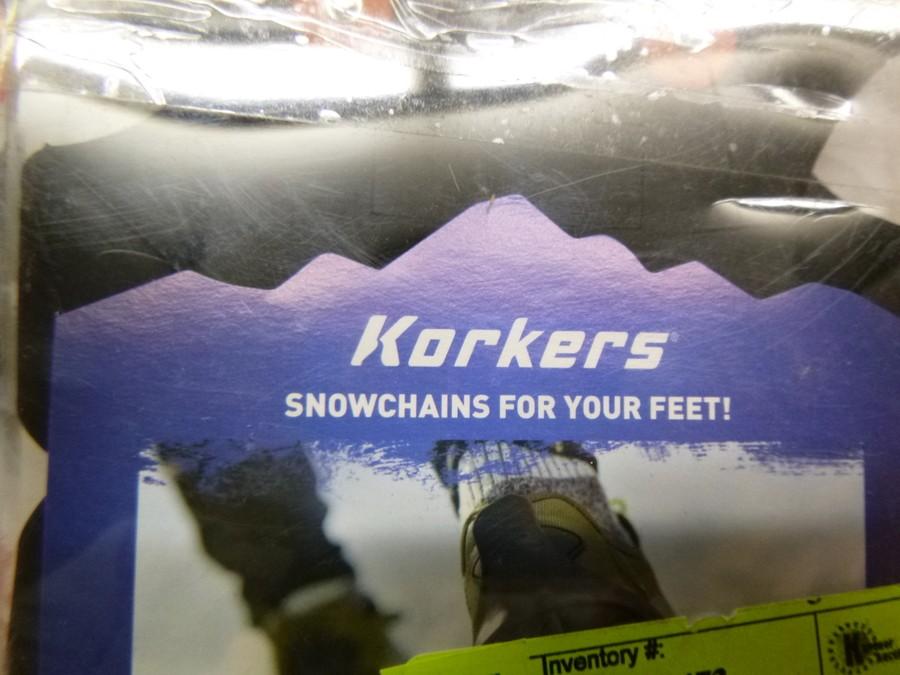 Korkers®
SNOWCHAINS FOR YOUR FEET!
Inventory #: